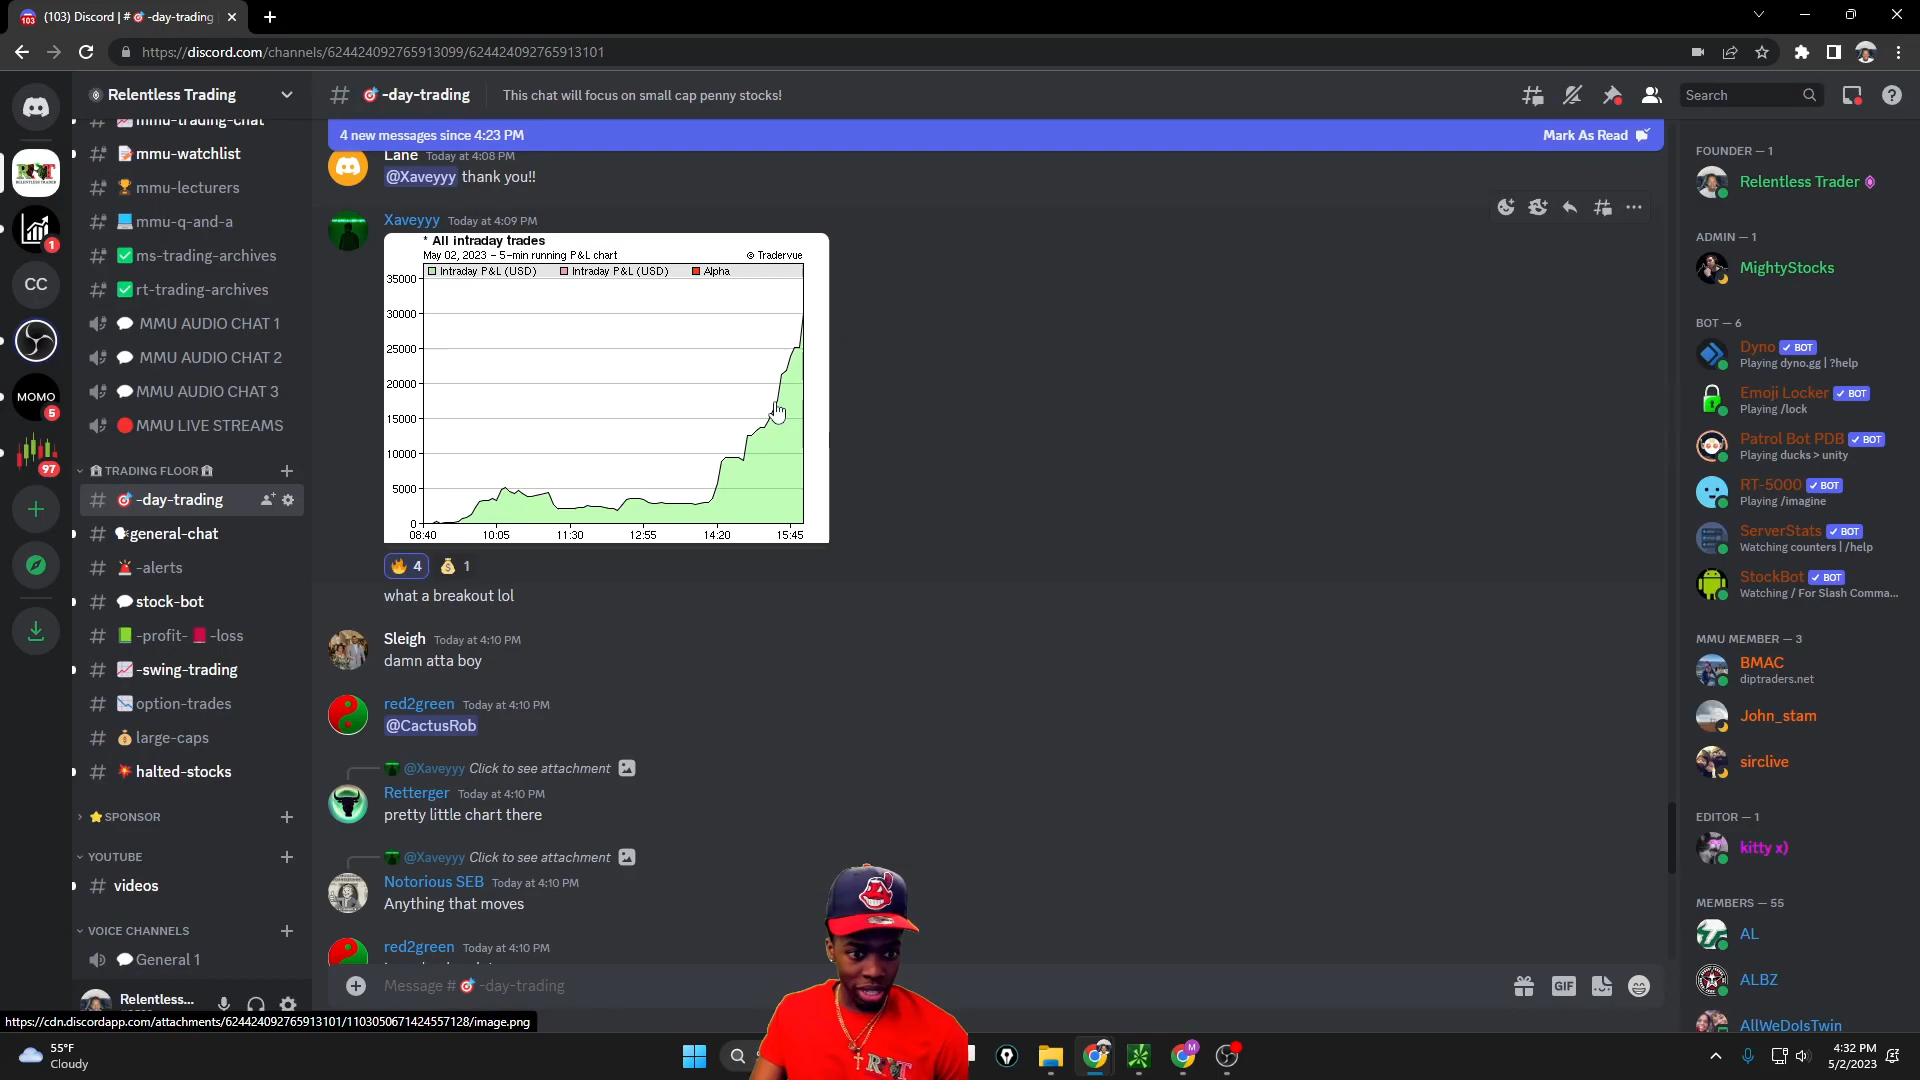 (103) Discord | # 🎯 -day-trading
https://discord.com/channels/624424092765913099/624424092765913101
Relentless Trading
# 🎯 -day-trading
This chat will focus on small cap penny stocks!
Search
4 new messages since 4:23 PM
Mark As Read
mmu-trading-chat
mmu-watchlist
mmu-lecturers
mmu-q-and-a
ms-trading-archives
rt-trading-archives
MMU AUDIO CHAT 1
MMU AUDIO CHAT 2
MMU AUDIO CHAT 3
MMU LIVE STREAMS
TRADING FLOOR
-day-trading
general-chat
-alerts
stock-bot
-profit- -loss
-swing-trading
option-trades
large-caps
halted-stocks
SPONSOR
YOUTUBE
videos
VOICE CHANNELS
General 1
Relentless...
RELENTLESS TRADER
1
CC
MOMO
5
97
Lane Today at 4:08 PM
@Xaveyyy thank you!!
Xaveyyy Today at 4:09 PM
* All intraday trades
May 02, 2023 - 5-min running P&L chart
© Tradervue
Intraday P&L (USD) Intraday P&L (USD) Alpha
35000
30000
25000
20000
15000
10000
5000
0
08:40 10:05 11:30 12:55 14:20 15:45
🔥 4 💰 1
what a breakout lol
Sleigh Today at 4:10 PM
damn atta boy
red2green Today at 4:10 PM
@CactusRob
@Xaveyyy Click to see attachment
Retterger Today at 4:10 PM
pretty little chart there
@Xaveyyy Click to see attachment
Notorious SEB Today at 4:10 PM
Anything that moves
red2green Today at 4:10 PM
Message # 🎯 -day-trading
GIF
FOUNDER — 1
Relentless Trader
ADMIN — 1
MightyStocks
BOT — 6
Dyno ✓ BOT
Playing dyno.gg | ?help
Emoji Locker ✓ BOT
Playing /lock
Patrol Bot PDB ✓ BOT
Playing ducks > unity
RT-5000 ✓ BOT
Playing /imagine
ServerStats ✓ BOT
Watching counters | /help
StockBot ✓ BOT
Watching / For Slash Comma...
MMU MEMBER — 3
BMAC
diptraders.net
John_stam
sirclive
EDITOR — 1
kitty x)
MEMBERS — 55
AL
ALBZ
AllWeDoIsTwin
https://cdn.discordapp.com/attachments/624424092765913101/1103050671424557128/image.png
55°F
Cloudy
4:32 PM
5/2/2023